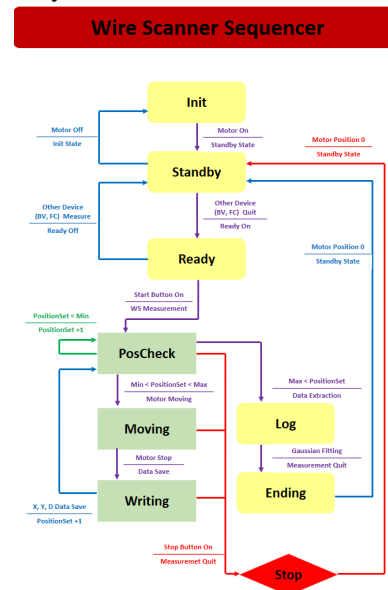 Wire Scanner Sequencer
Init
Motor Off
Init State
Motor On
Standby State
Motor Position 0
Standby State
Standby
Other Device
(BV, FC) Measure
Ready Off
Other Device
(BV, FC) Quit
Ready On
Motor Position 0
Standby State
Ready
Start Button On
WS Measurement
PositionSet < Min
PositionSet +1
PosCheck
Min < PositionSet < Max
Motor Moving
Max < PositionSet
Data Extraction
Moving
Log
Motor Stop
Data Save
Gaussian Fitting
Measurement Quit
Writing
Ending
X, Y, D Data Save
PositionSet +1
Stop Button On
Measuremet Quit
Stop